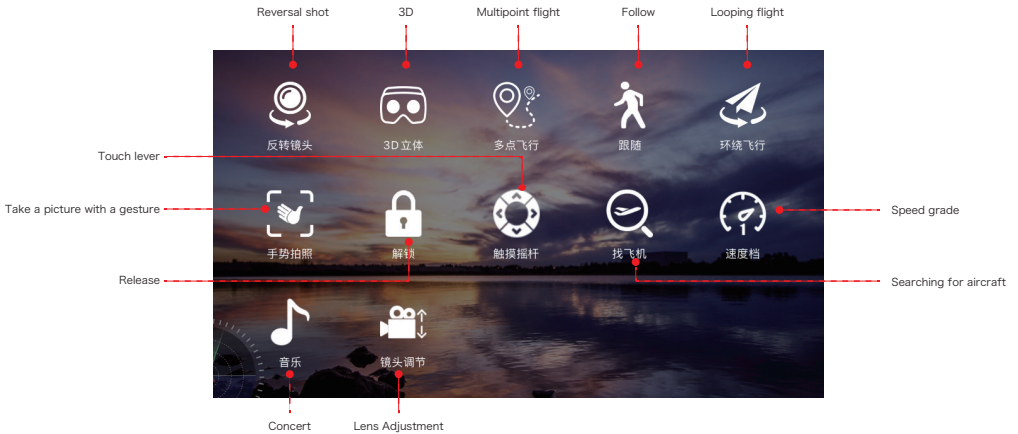 Reversal shot
3D
Multipoint flight
Follow
Looping flight
反转镜头
3D立体
多点飞行
跟随
环绕飞行
Touch lever
Take a picture with a gesture
1
Speed grade
手势拍照
解锁
触摸摇杆
找飞机
速度档
Release
Searching for aircraft
音乐
镜头调节
Concert
Lens Adjustment